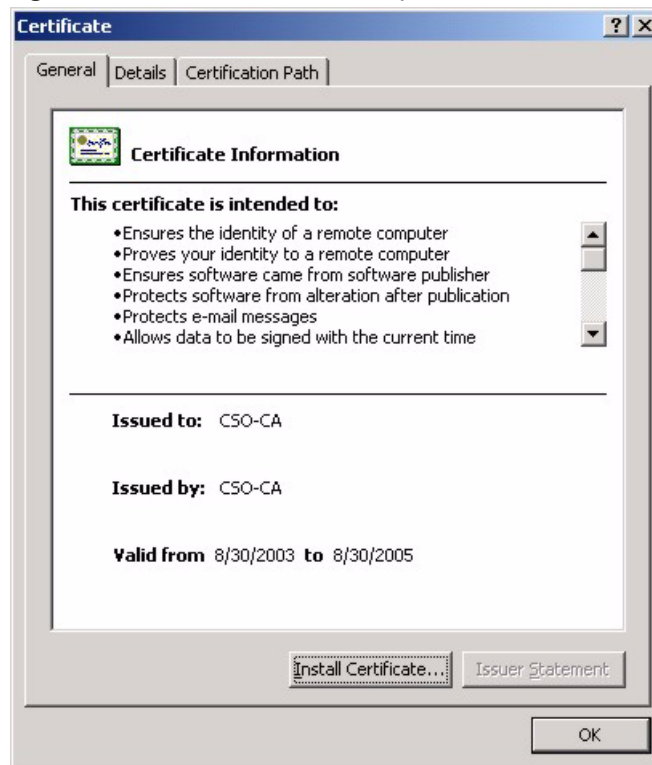 Certificate
General
Details
Certification Path
Certificate Information
This certificate is intended to:
•Ensures the identity of a remote computer
•Proves your identity to a remote computer
•Ensures software came from software publisher
•Protects software from alteration after publication
•Protects e-mail messages
•Allows data to be signed with the current time
Issued to: CSO-CA
Issued by: CSO-CA
Valid from 8/30/2003 to 8/30/2005
Install Certificate...
Issuer Statement
OK